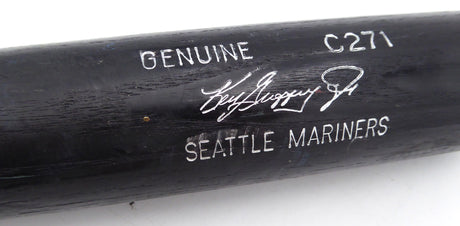 GENUINE C271
Ken Griffey Jr
SEATTLE MARINERS